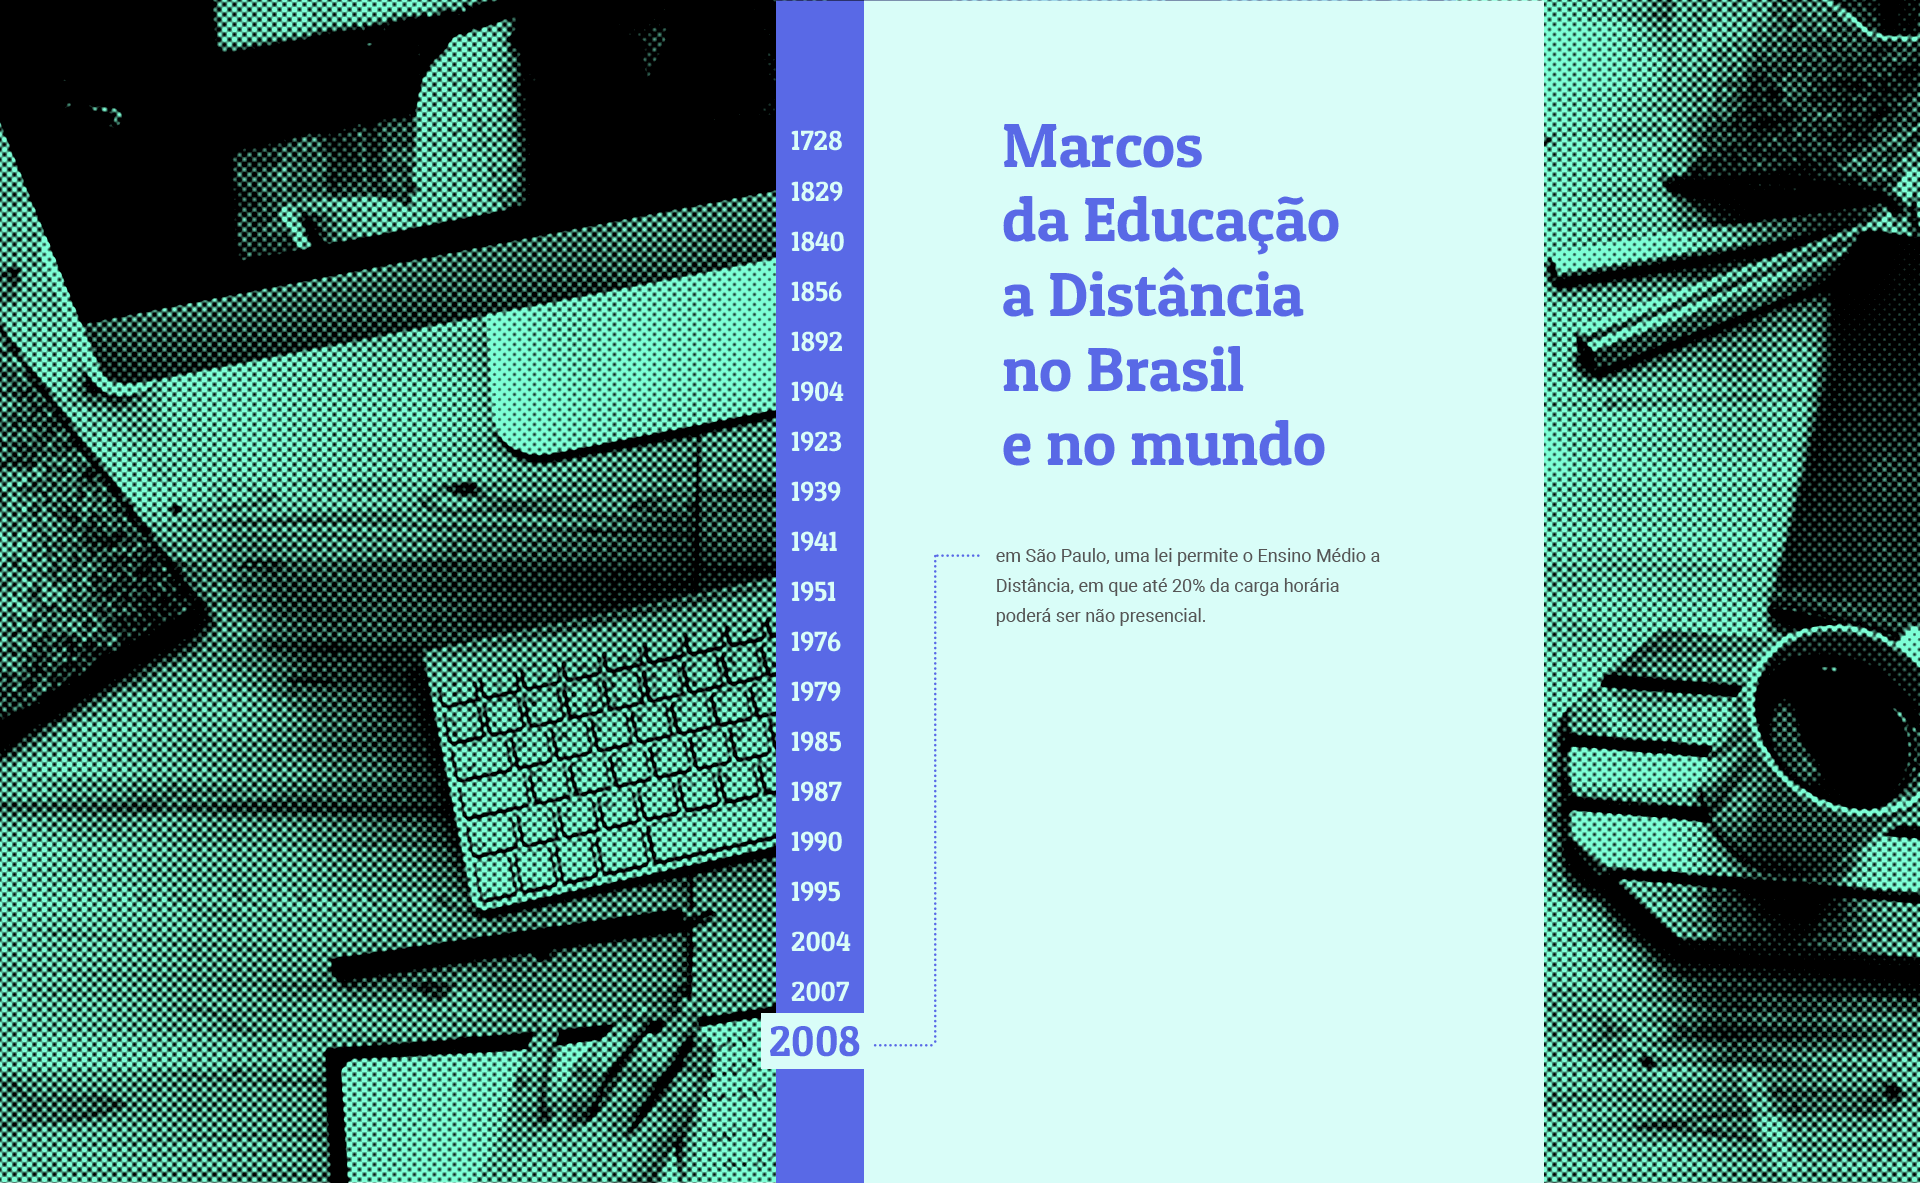 1728
1829
1840
1856
1892
1904
1923
1939
1941
1951
1976
1979
1985
1987
1990
1995
2004
2007
2008
Marcos
da Educação
a Distância
no Brasil
e no mundo
em São Paulo, uma lei permite o Ensino Médio a
Distância, em que até 20% da carga horária
poderá ser não presencial.